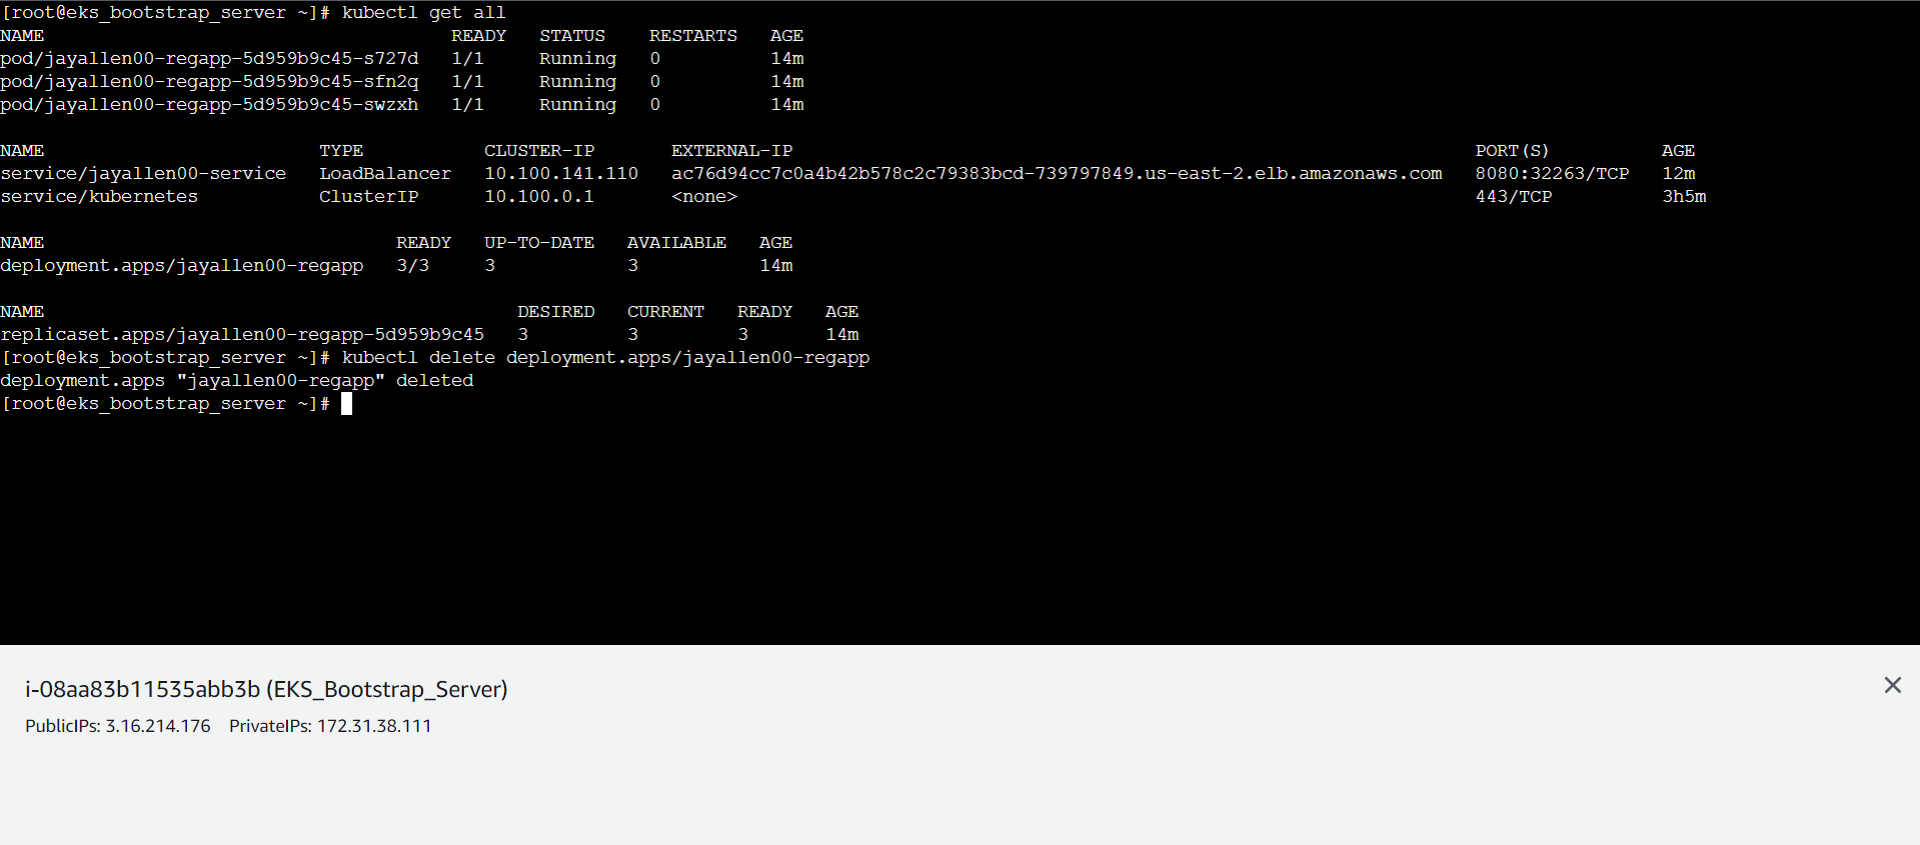 [root@eks_bootstrap_server ~]# kubectl get all
NAME READY STATUS RESTARTS AGE
pod/jayallen00-regapp-5d959b9c45-s727d 1/1 Running 0 14m
pod/jayallen00-regapp-5d959b9c45-sfn2q 1/1 Running 0 14m
pod/jayallen00-regapp-5d959b9c45-swzxh 1/1 Running 0 14m
NAME TYPE CLUSTER-IP EXTERNAL-IP PORT(S) AGE
service/jayallen00-service LoadBalancer 10.100.141.110 ac76d94cc7c0a4b42b578c2c79383bcd-739797849.us-east-2.elb.amazonaws.com 8080:32263/TCP 12m
service/kubernetes ClusterIP 10.100.0.1 <none> 443/TCP 3h5m
NAME READY UP-TO-DATE AVAILABLE AGE
deployment.apps/jayallen00-regapp 3/3 3 3 14m
NAME DESIRED CURRENT READY AGE
replicaset.apps/jayallen00-regapp-5d959b9c45 3 3 3 14m
[root@eks_bootstrap_server ~]# kubectl delete deployment.apps/jayallen00-regapp
deployment.apps "jayallen00-regapp" deleted
[root@eks_bootstrap_server ~]#
i-08aa83b11535abb3b (EKS_Bootstrap_Server)
PublicIPs: 3.16.214.176 PrivateIPs: 172.31.38.111